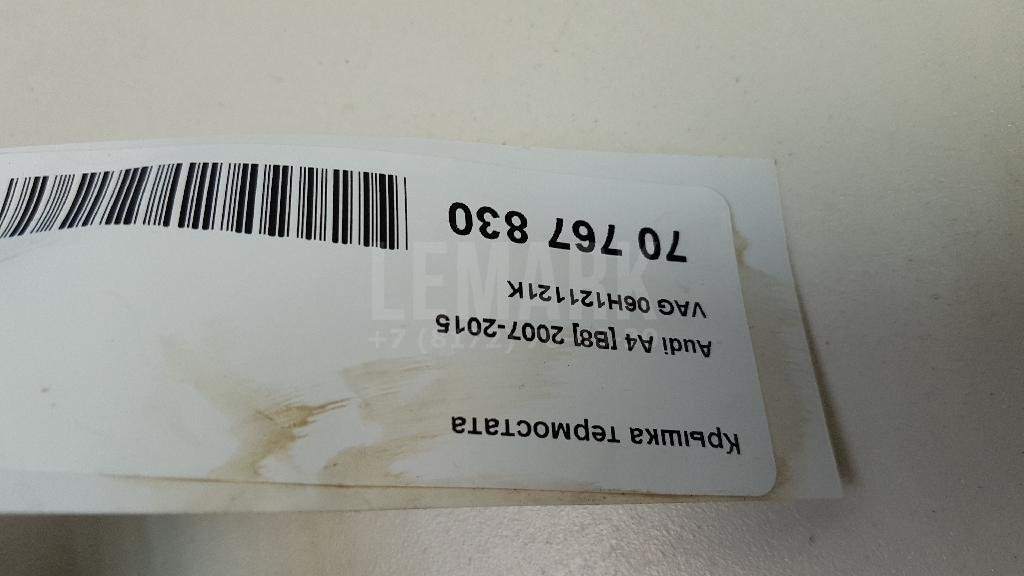 Крышка термостата
Audi A4 [B8] 2007-2015
VAG 06H121121K
70 767 830
LEMARK